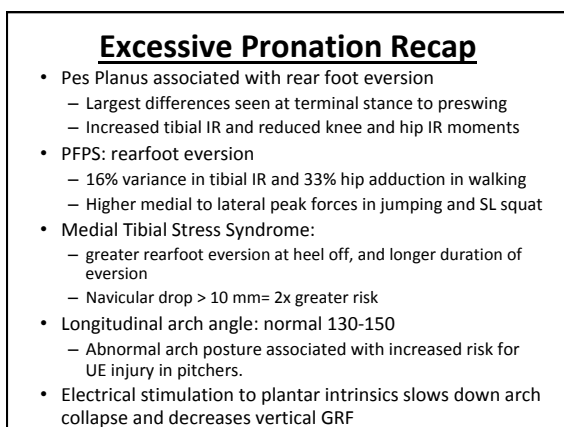 Excessive Pronation Recap
• Pes Planus associated with rear foot eversion
– Largest differences seen at terminal stance to preswing
– Increased tibial IR and reduced knee and hip IR moments
• PFPS: rearfoot eversion
– 16% variance in tibial IR and 33% hip adduction in walking
– Higher medial to lateral peak forces in jumping and SL squat
• Medial Tibial Stress Syndrome:
– greater rearfoot eversion at heel off, and longer duration of
eversion
– Navicular drop > 10 mm= 2x greater risk
• Longitudinal arch angle: normal 130-150
– Abnormal arch posture associated with increased risk for
UE injury in pitchers.
• Electrical stimulation to plantar intrinsics slows down arch
collapse and decreases vertical GRF